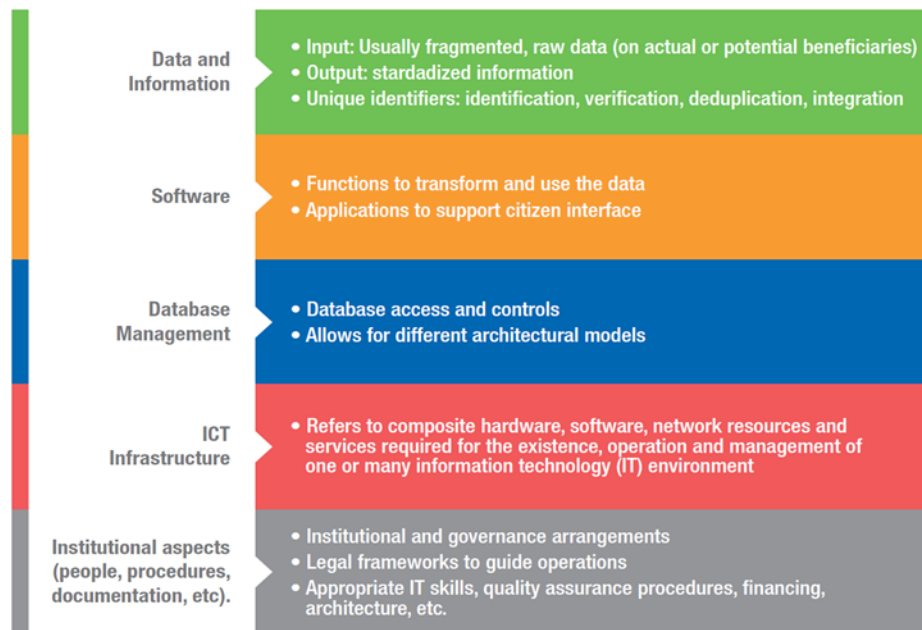 Data and
Information
• Input: Usually fragmented, raw data (on actual or potential beneficiaries)
• Output: stardadized information
• Unique identifiers: identification, verification, deduplication, integration
Software
• Functions to transform and use the data
• Applications to support citizen interface
Database
Management
• Database access and controls
• Allows for different architectural models
ICT
Infrastructure
• Refers to composite hardware, software, network resources and
services required for the existence, operation and management of
one or many information technology (IT) environment
Institutional aspects
(people, procedures,
documentation, etc).
• Institutional and governance arrangements
• Legal frameworks to guide operations
• Appropriate IT skills, quality assurance procedures, financing,
architecture, etc.